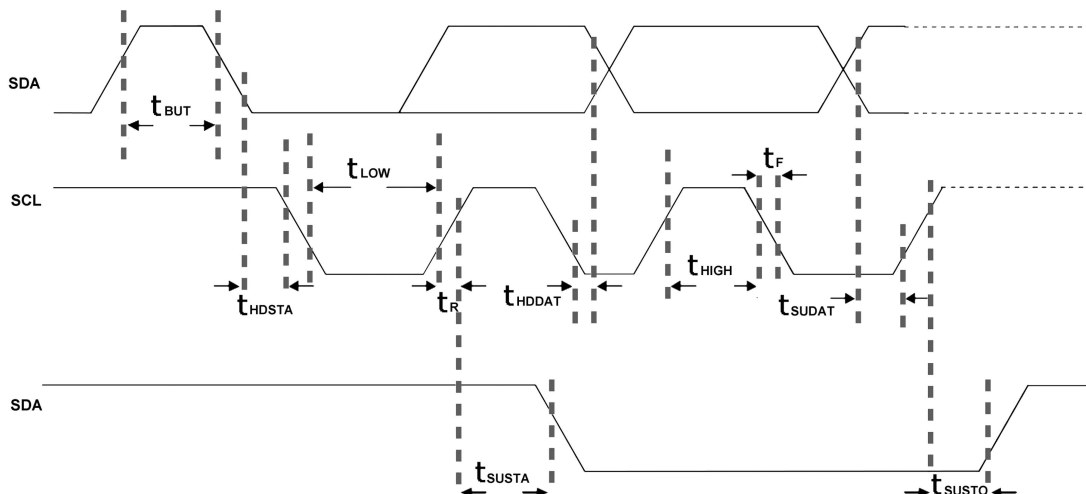 SDA
tBUT
tF
tLOW
SCL
tHIGH
tHDSTA
tR
tHDDAT
tSUDAT
SDA
tSUSTA
tSUSTO